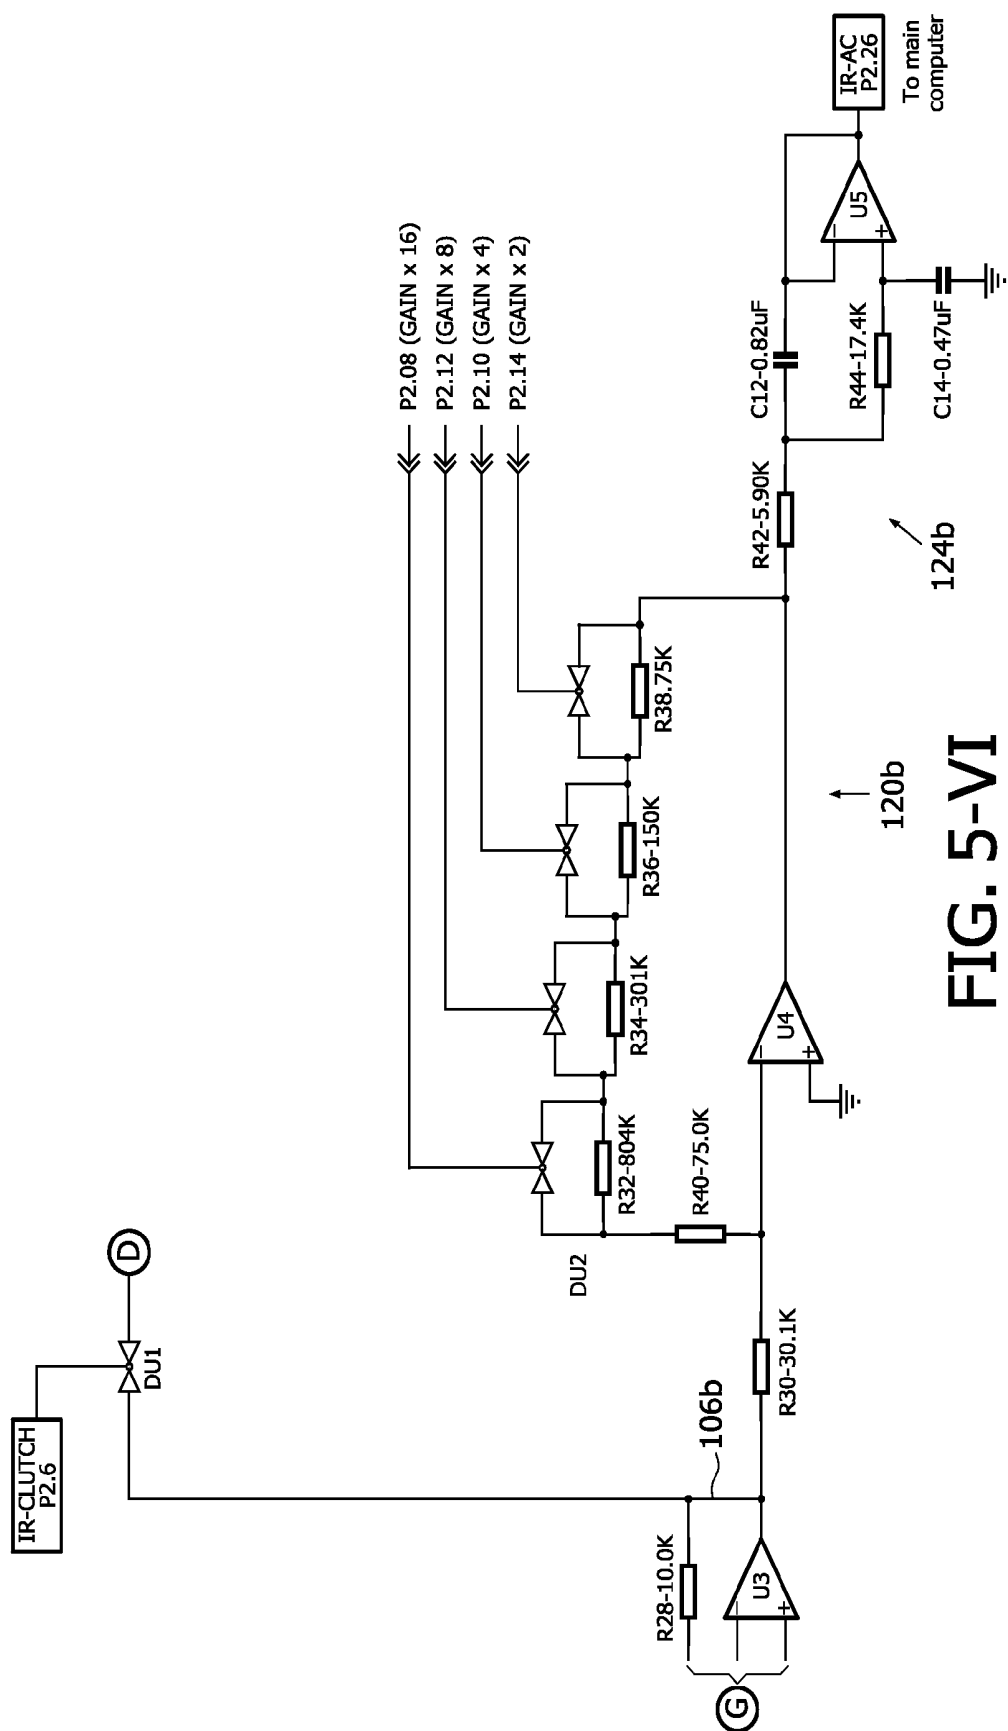 IR-CLUTCH
P2.6
D
DU1
P2.08 (GAIN x 16)
P2.12 (GAIN x 8)
P2.10 (GAIN x 4)
P2.14 (GAIN x 2)
DU2
R32-804K
R34-301K
R36-150K
R38.75K
R40-75.0K
R28-10.0K
106b
G
U3
−
+
R30-30.1K
U4
−
+
R42-5.90K
C12-0.82uF
R44-17.4K
C14-0.47uF
U5
−
+
IR-AC
P2.26
To main
computer
120b
124b
FIG. 5-VI